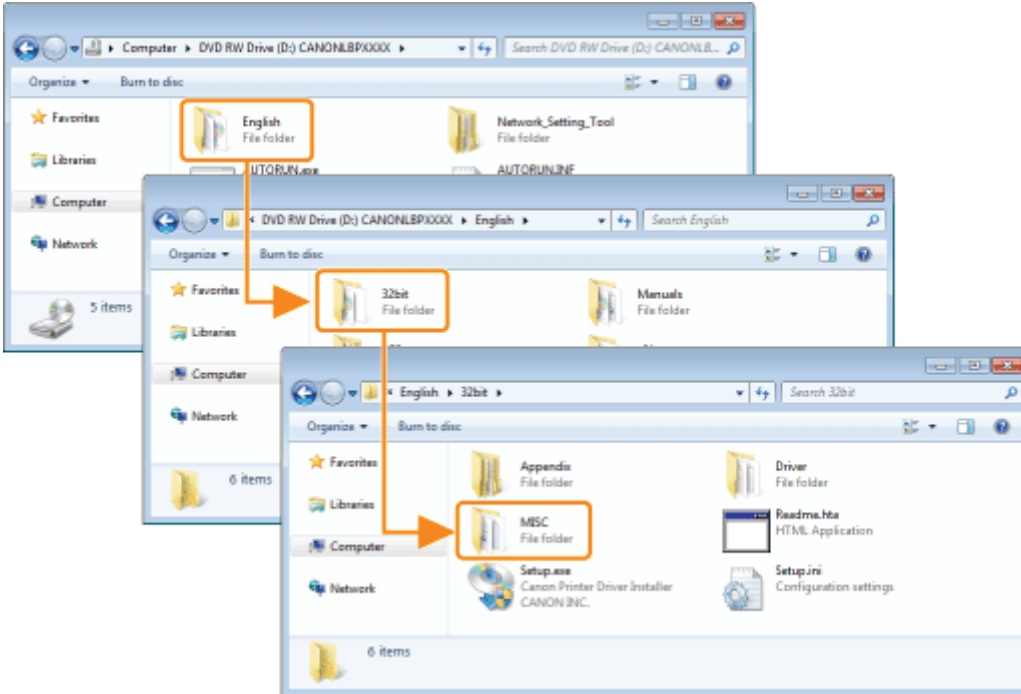 Computer ▸ DVD RW Drive (D:) CANONLBPXXXX ▸
Search DVD RW Drive (D:) CANONLB...
Organize ▾ Burn to disc
Favorites
Libraries
Computer
Network
English
File folder
Network_Setting_Tool
File folder
AUTORUN.exe
AUTORUN.INF
5 items
« DVD RW Drive (D:) CANONLBPXXXX ▸ English ▸
Search English
Organize ▾ Burn to disc
Favorites
Libraries
Computer
Network
32bit
File folder
Manuals
File folder
6 items
« English ▸ 32bit ▸
Search 32bit
Organize ▾ Burn to disc
Favorites
Libraries
Computer
Network
Appendix
File folder
Driver
File folder
MISC
File folder
Readme.hta
HTML Application
Setup.exe
Canon Printer Driver Installer
CANON INC.
Setup.ini
Configuration settings
6 items